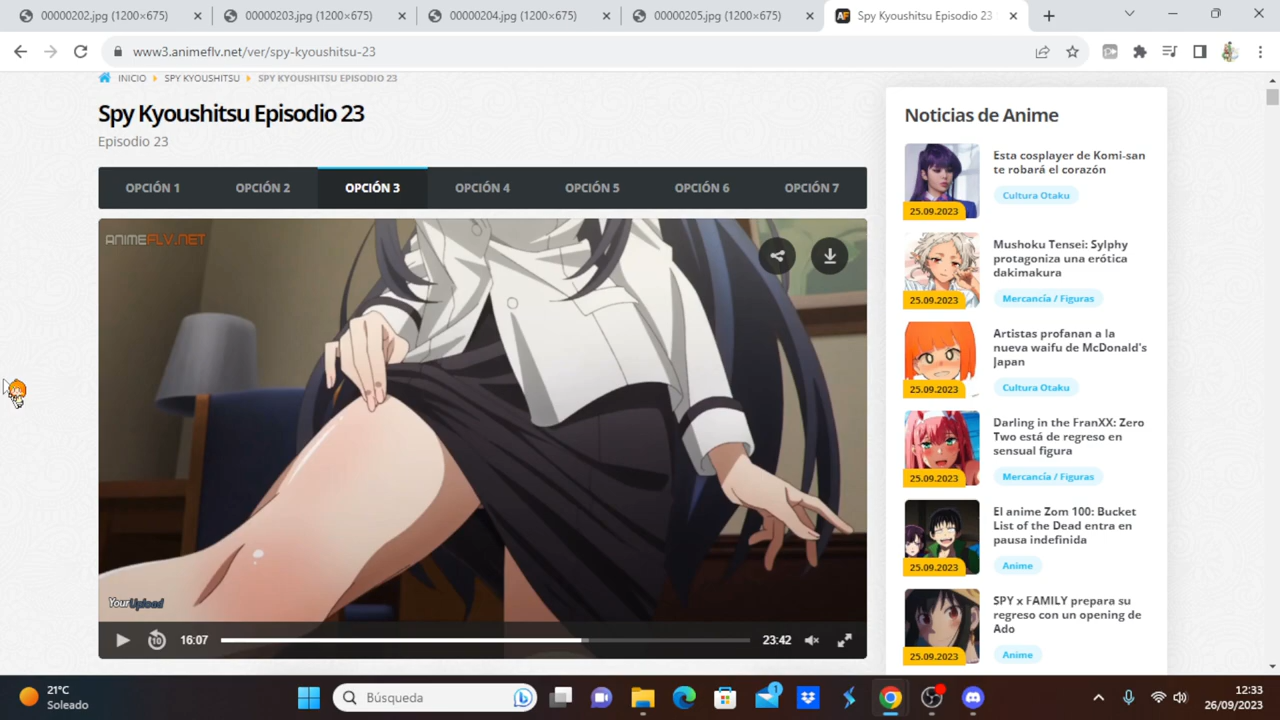 00000202.jpg (1200×675)
00000203.jpg (1200×675)
00000204.jpg (1200×675)
00000205.jpg (1200×675)
Spy Kyoushitsu Episodio 23
www3.animeflv.net/ver/spy-kyoushitsu-23
INICIO
SPY KYOUSHITSU
SPY KYOUSHITSU EPISODIO 23
Spy Kyoushitsu Episodio 23
Episodio 23
OPCIÓN 1
OPCIÓN 2
OPCIÓN 3
OPCIÓN 4
OPCIÓN 5
OPCIÓN 6
OPCIÓN 7
ANIMEFLV.NET
YourUpload
10
16:07
23:42
Noticias de Anime
Esta cosplayer de Komi-san
te robará el corazón
Cultura Otaku
25.09.2023
Mushoku Tensei: Sylphy
protagoniza una erótica
dakimakura
Mercancía / Figuras
25.09.2023
Artistas profanan a la
nueva waifu de McDonald's
Japan
Cultura Otaku
25.09.2023
Darling in the FranXX: Zero
Two está de regreso en
sensual figura
Mercancía / Figuras
25.09.2023
El anime Zom 100: Bucket
List of the Dead entra en
pausa indefinida
Anime
25.09.2023
SPY x FAMILY prepara su
regreso con un opening de
Ado
Anime
25.09.2023
21°C
Soleado
Búsqueda
1
12:33
26/09/2023